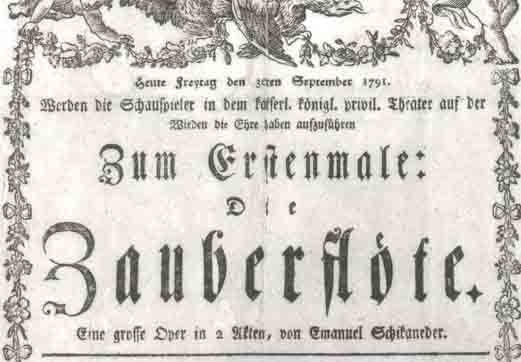 Heute Freytag den 30ten September 1791.
Werden die Schauspieler in dem kaiserl. königl. privil. Theater auf der
Wieden die Ehre haben aufzuführen
Zum Erstenmale:
Die
Zauberflöte.
Eine grosse Oper in 2 Akten, von Emanuel Schikaneder.